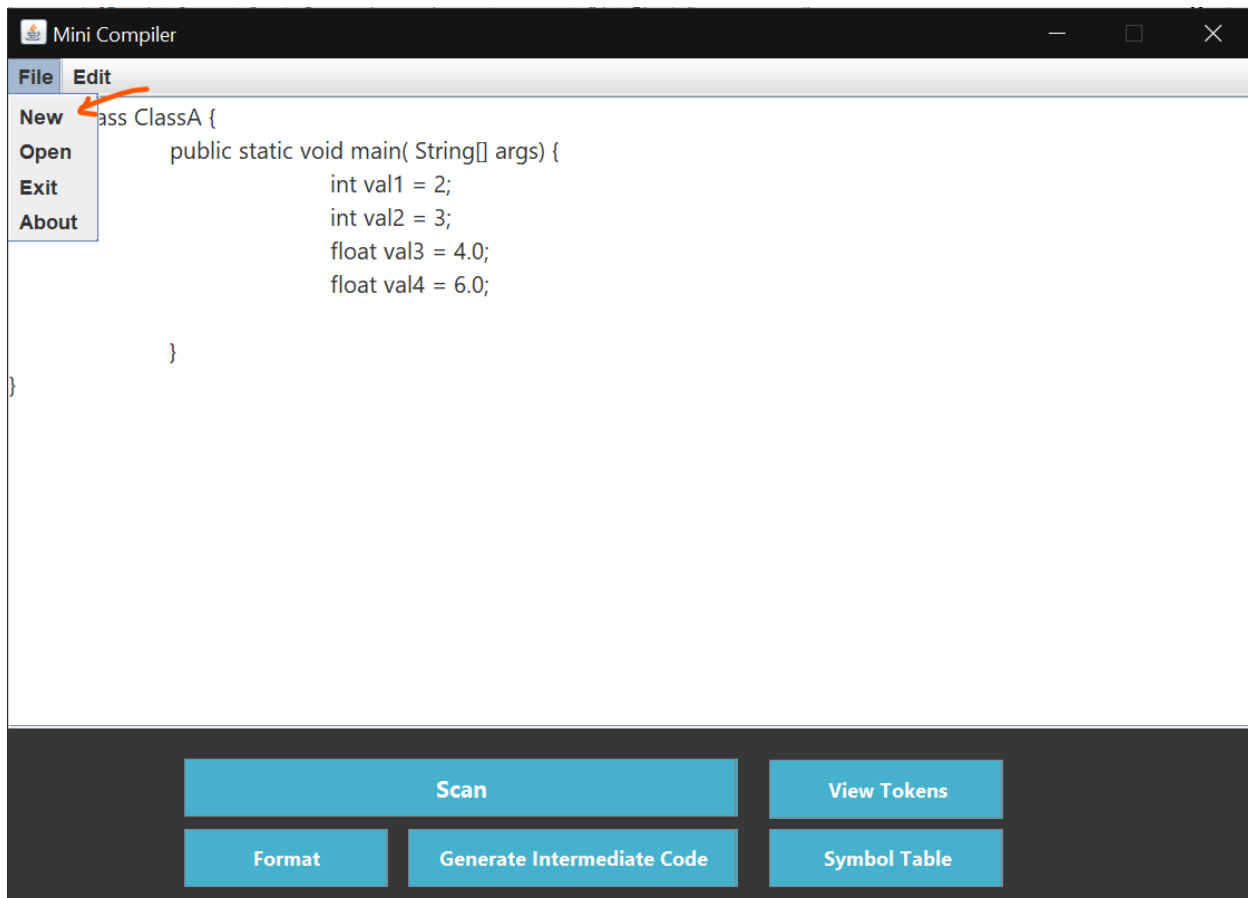 Mini Compiler
File Edit
New
Open
Exit
About
ass ClassA {
public static void main( String[] args) {
int val1 = 2;
int val2 = 3;
float val3 = 4.0;
float val4 = 6.0;
}
}
Scan
View Tokens
Format
Generate Intermediate Code
Symbol Table